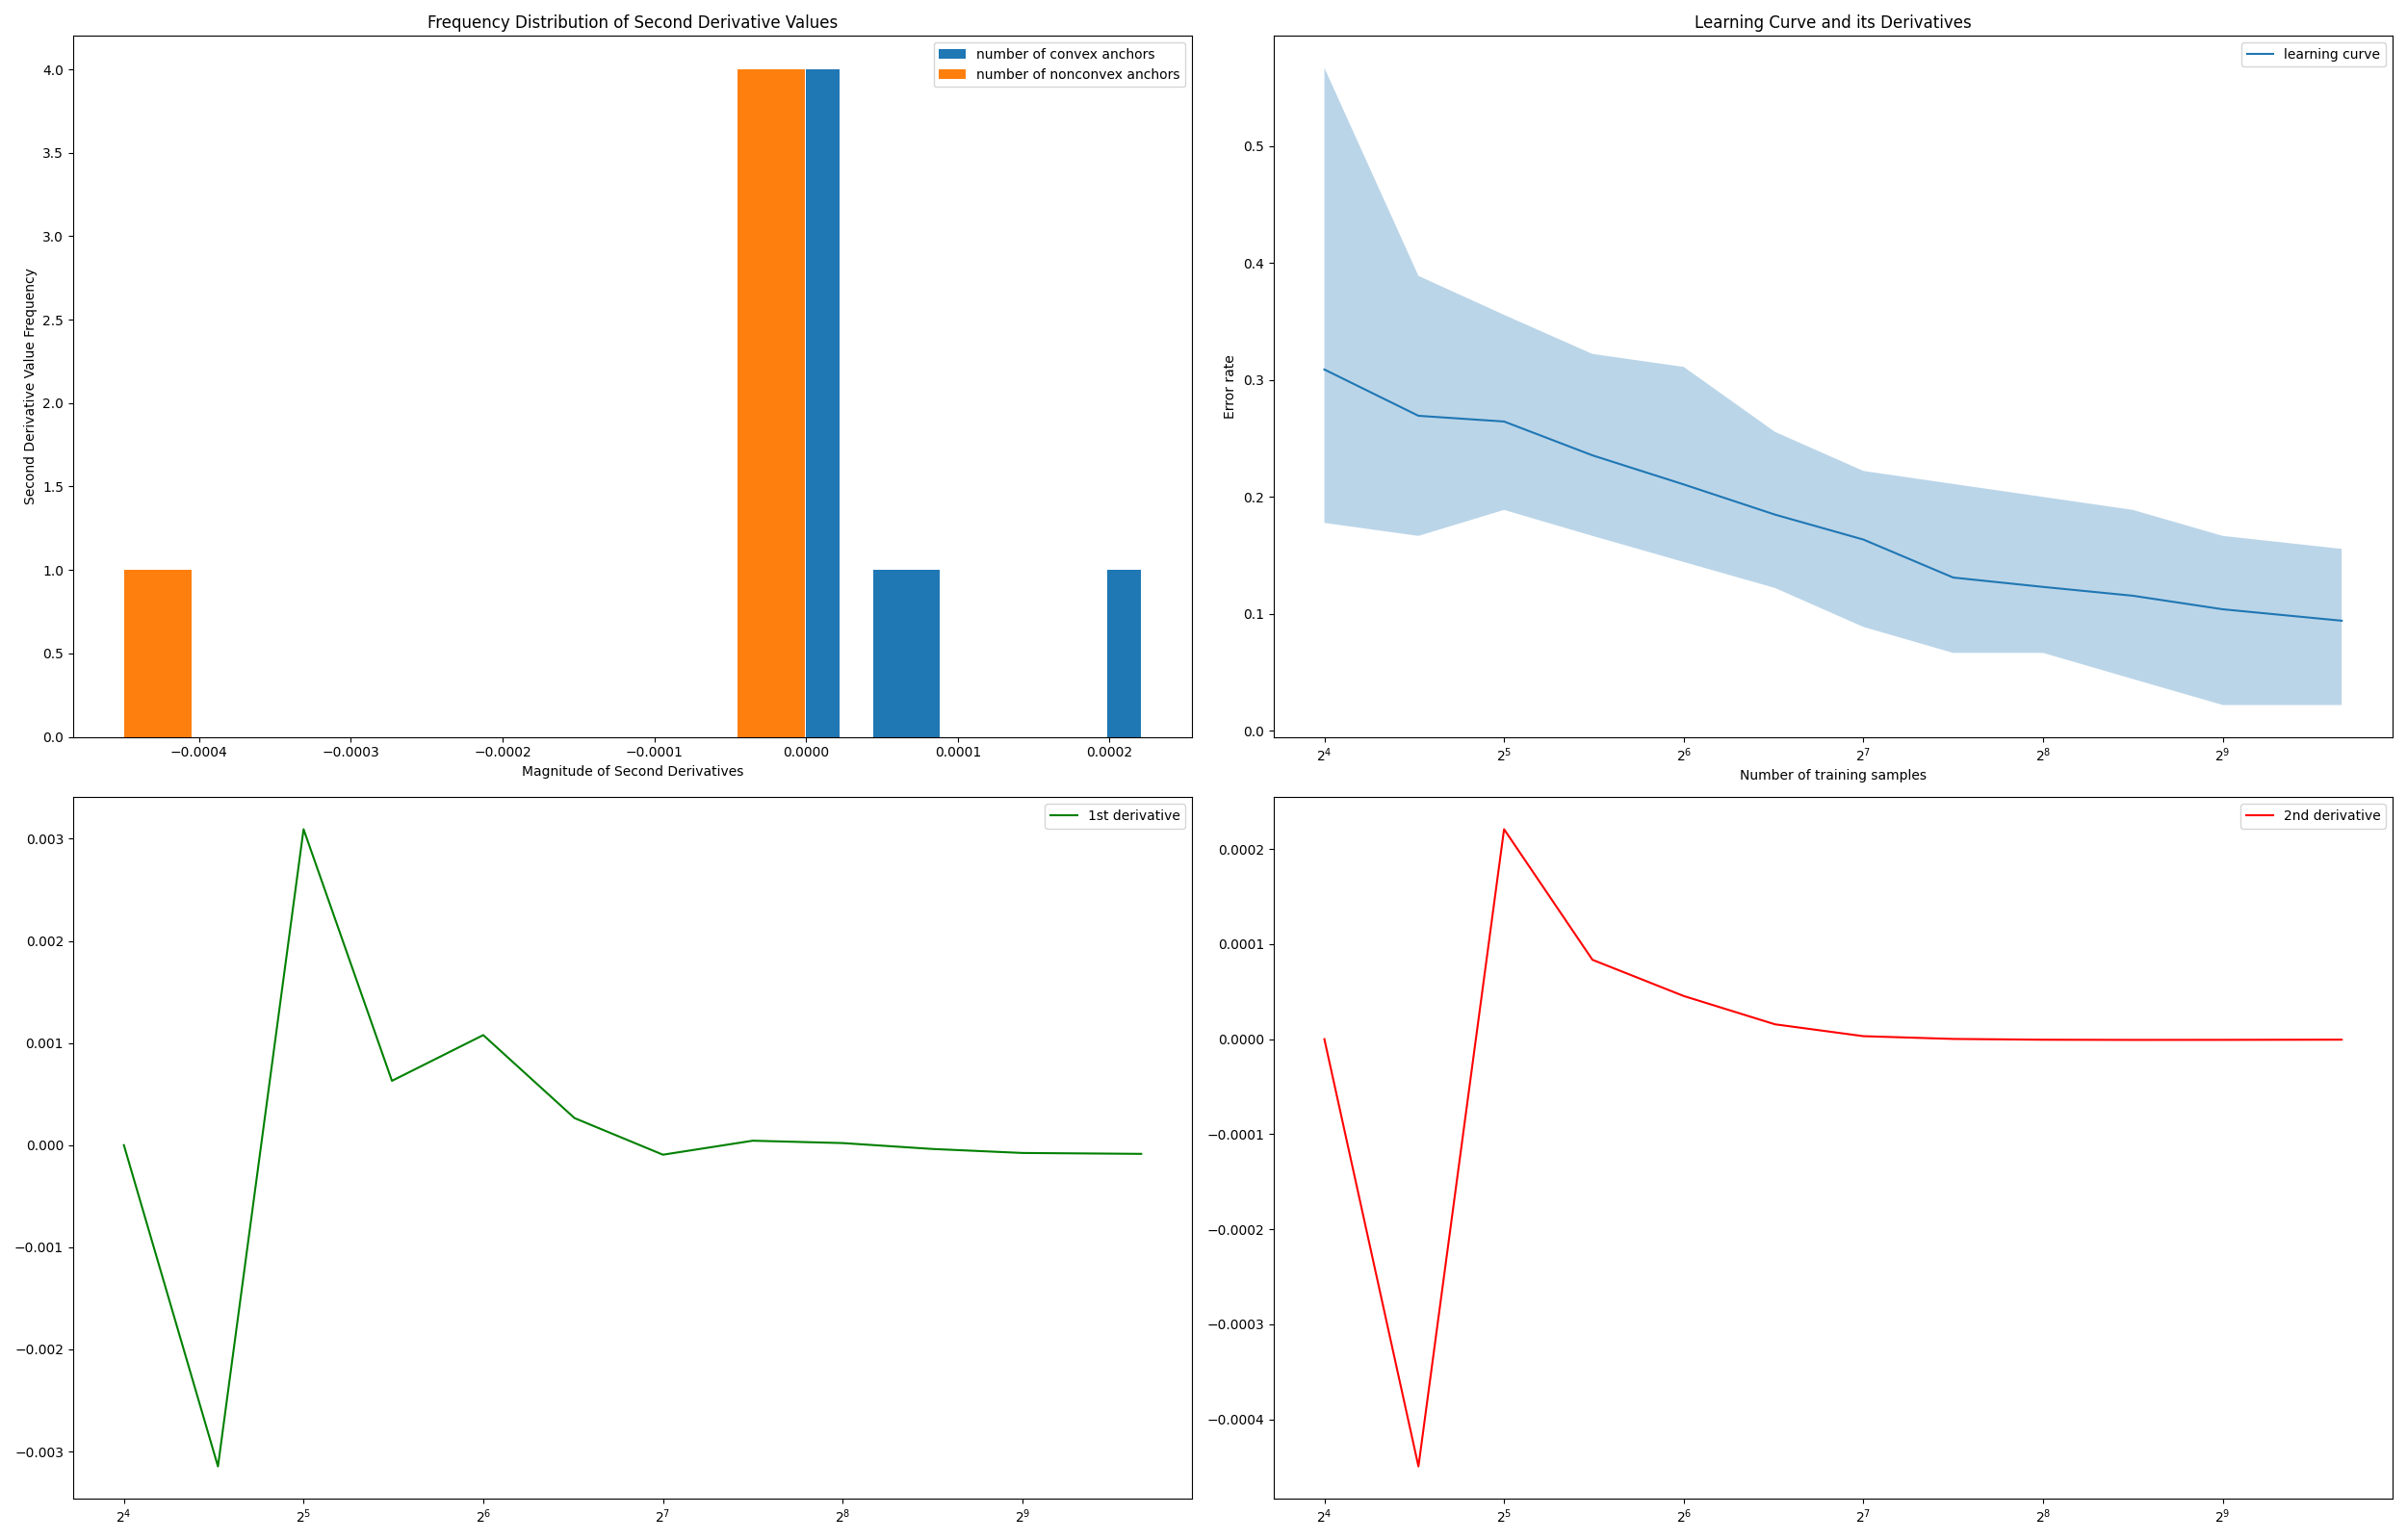 Frequency Distribution of Second Derivative Values
number of convex anchors
number of nonconvex anchors
4.0
3.5
3.0
2.5
2.0
1.5
1.0
0.5
0.0
Second Derivative Value Frequency
−0.0004 −0.0003 −0.0002 −0.0001 0.0000 0.0001 0.0002
Magnitude of Second Derivatives
Learning Curve and its Derivatives
learning curve
0.5
0.4
0.3
0.2
0.1
0.0
Error rate
2⁴ 2⁵ 2⁶ 2⁷ 2⁸ 2⁹
Number of training samples
1st derivative
0.003
0.002
0.001
0.000
−0.001
−0.002
−0.003
2⁴ 2⁵ 2⁶ 2⁷ 2⁸ 2⁹
2nd derivative
0.0002
0.0001
0.0000
−0.0001
−0.0002
−0.0003
−0.0004
2⁴ 2⁵ 2⁶ 2⁷ 2⁸ 2⁹